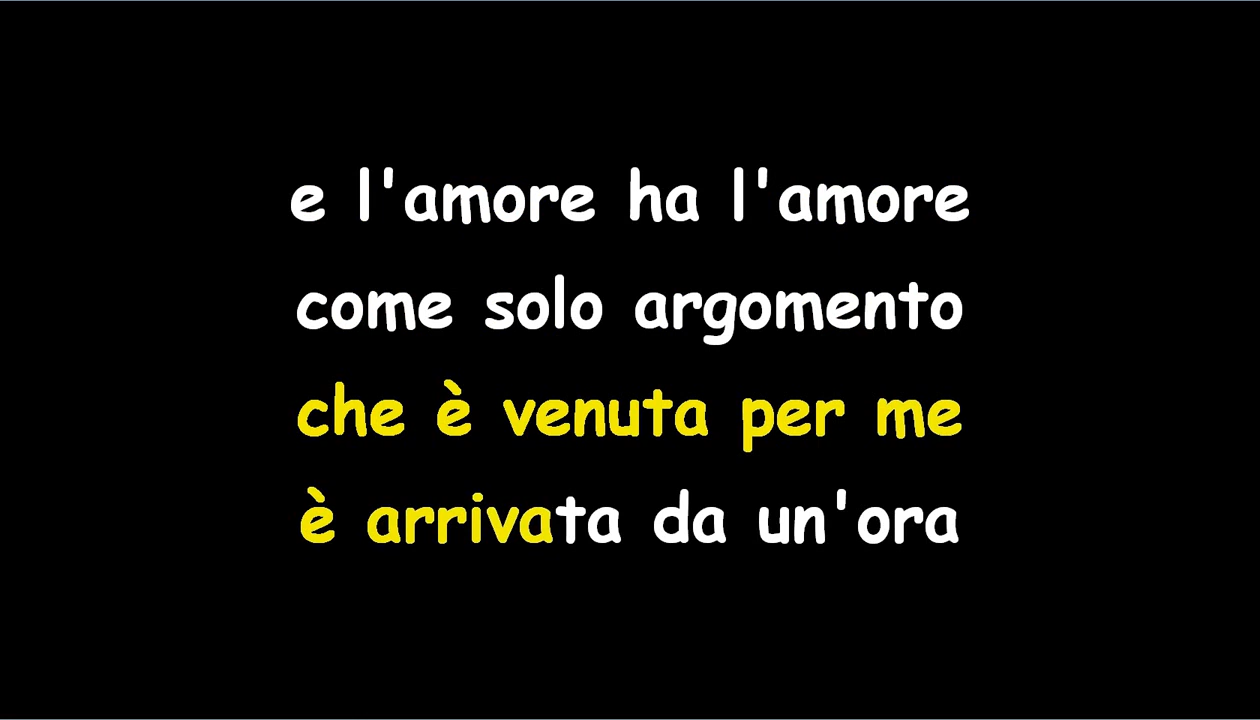 e l'amore ha l'amore
come solo argomento
che è venuta per me
è arrivata da un'ora